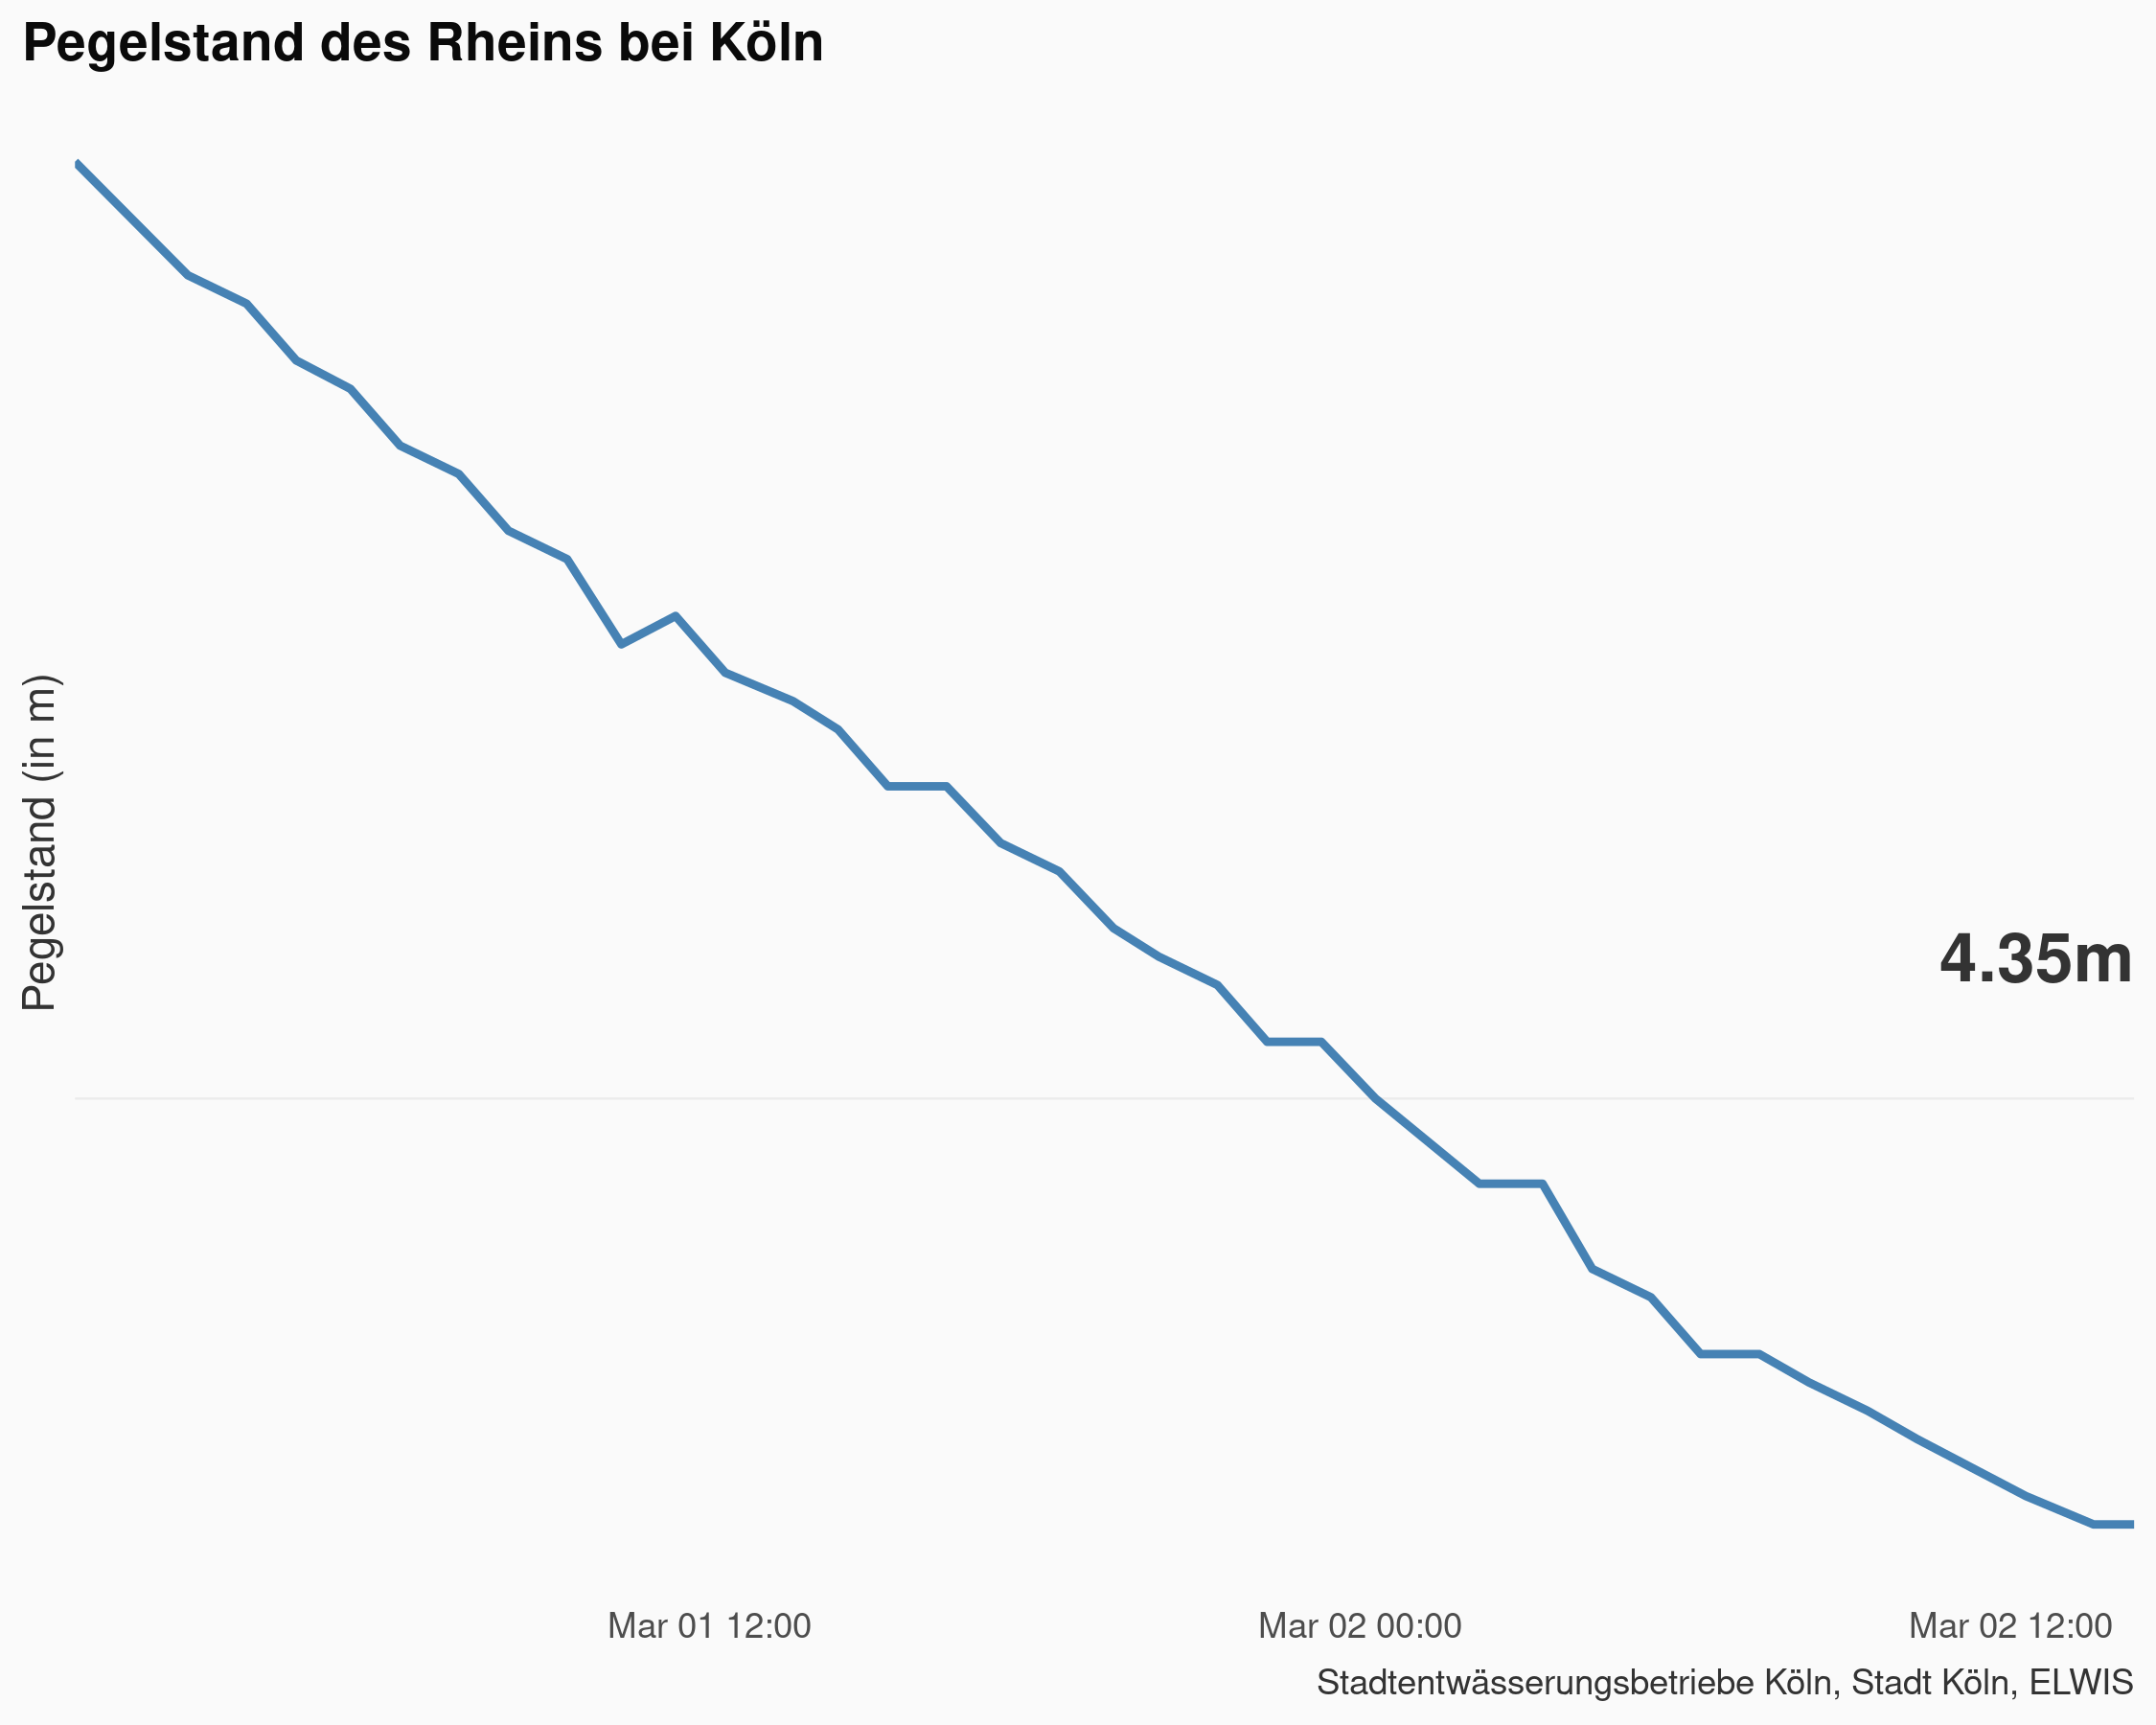 Pegelstand des Rheins bei Köln
Pegelstand (in m)
4.35m
Mar 01 12:00
Mar 02 00:00
Mar 02 12:00
Stadtentwässerungsbetriebe Köln, Stadt Köln, ELWIS